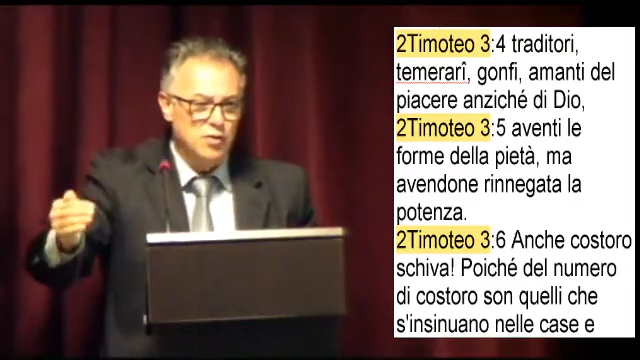 2Timoteo 3:4 traditori,
temerarî, gonfi, amanti del
piacere anziché di Dio,
2Timoteo 3:5 aventi le
forme della pietà, ma
avendone rinnegata la
potenza.
2Timoteo 3:6 Anche costoro
schiva! Poiché del numero
di costoro son quelli che
s'insinuano nelle case e